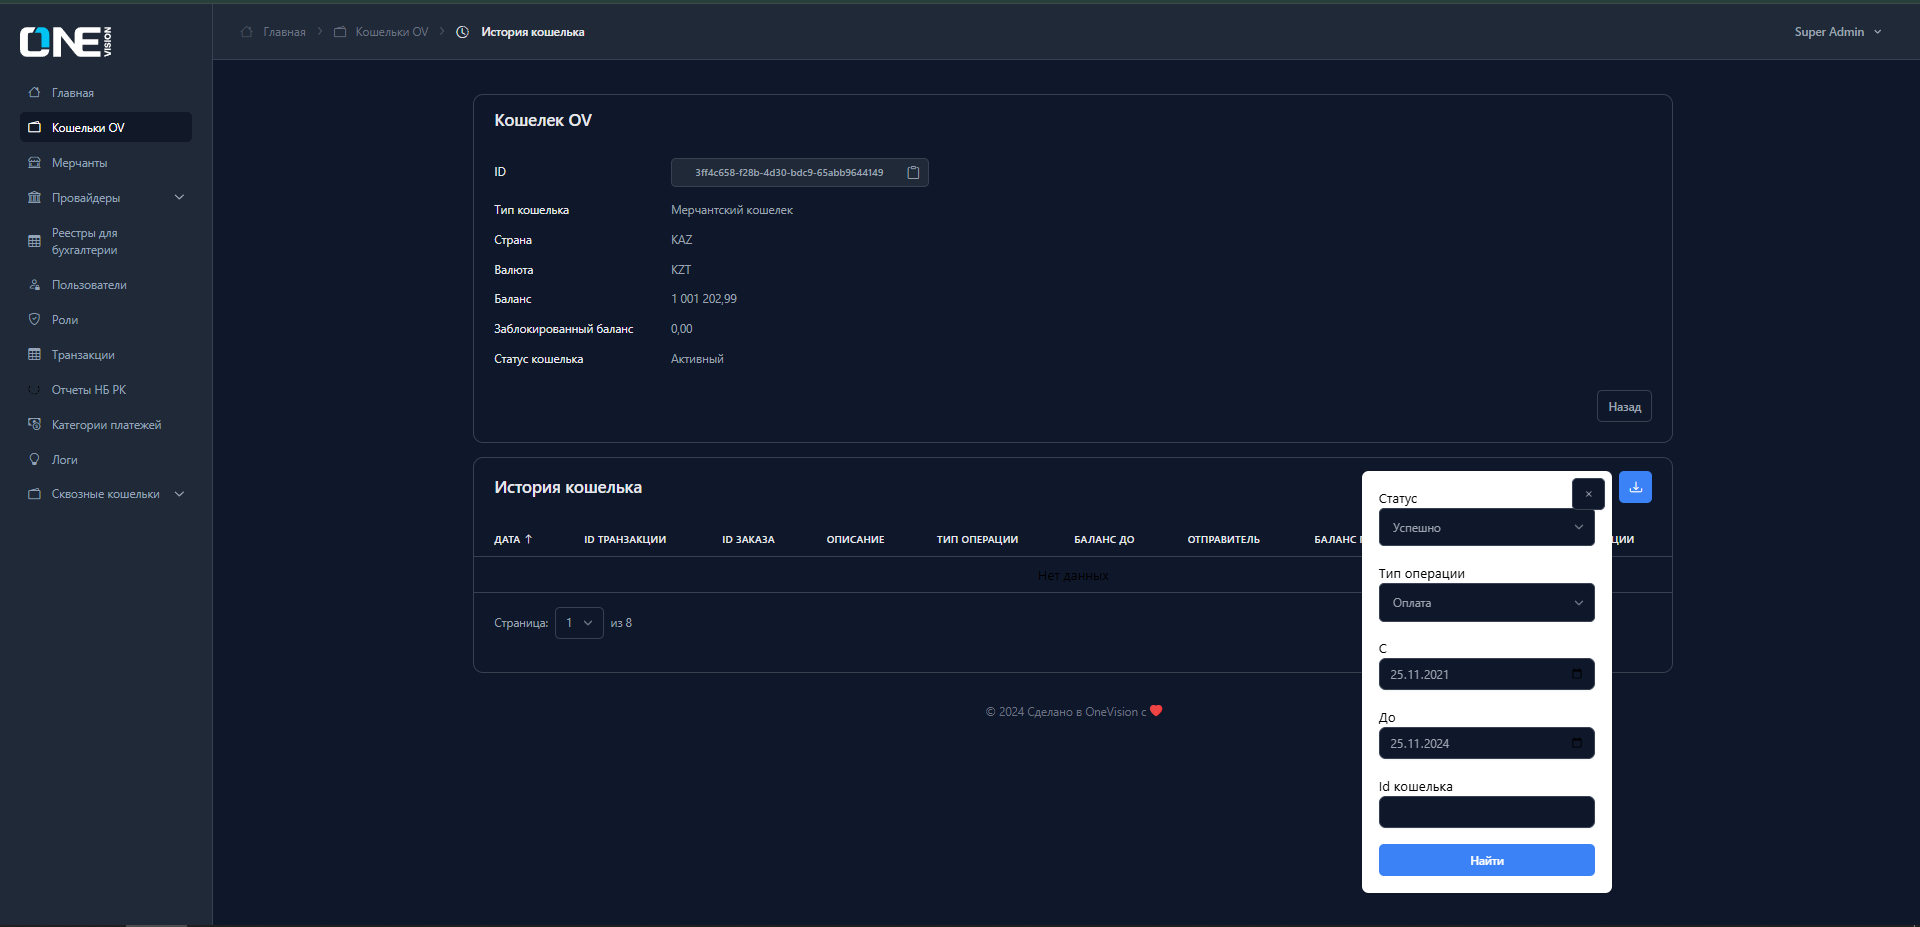 ONE VISION
Главная
Кошельки OV
История кошелька
Super Admin
Главная
Кошельки OV
Мерчанты
Провайдеры
Реестры для
бухгалтерии
Пользователи
Роли
Транзакции
Отчеты НБ РК
Категории платежей
Логи
Сквозные кошельки
Кошелек OV
ID
3ff4c658-f28b-4d30-bdc9-65abb9644149
Тип кошелька
Мерчантский кошелек
Страна
KAZ
Валюта
KZT
Баланс
1 001 202,99
Заблокированный баланс
0,00
Статус кошелька
Активный
Назад
История кошелька
ДАТА ↑
ID ТРАНЗАКЦИИ
ID ЗАКАЗА
ОПИСАНИЕ
ТИП ОПЕРАЦИИ
БАЛАНС ДО
ОТПРАВИТЕЛЬ
БАЛАНС
ЦИИ
Нет данных
Страница: 1 из 8
Статус
×
Успешно
Тип операции
Оплата
С
25.11.2021
До
25.11.2024
Id кошелька
Найти
© 2024 Сделано в OneVision с ❤